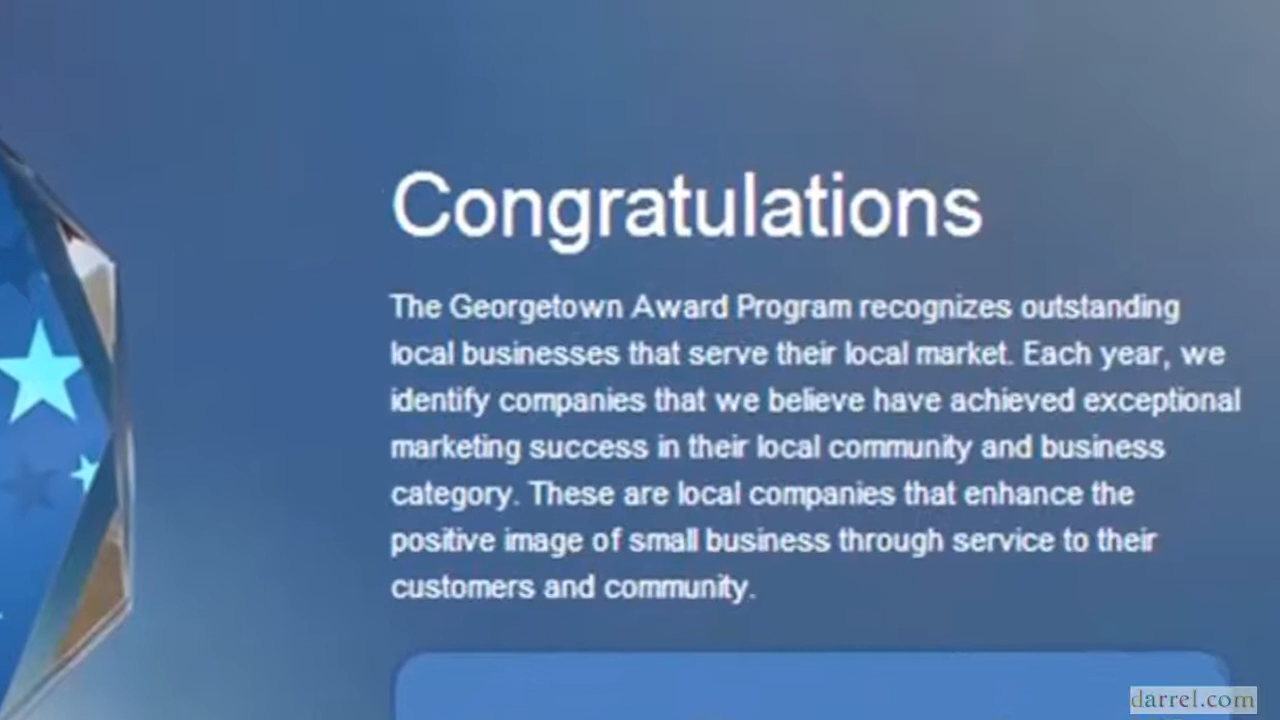 Congratulations
The Georgetown Award Program recognizes outstanding
local businesses that serve their local market. Each year, we
identify companies that we believe have achieved exceptional
marketing success in their local community and business
category. These are local companies that enhance the
positive image of small business through service to their
customers and community.
darrel.com